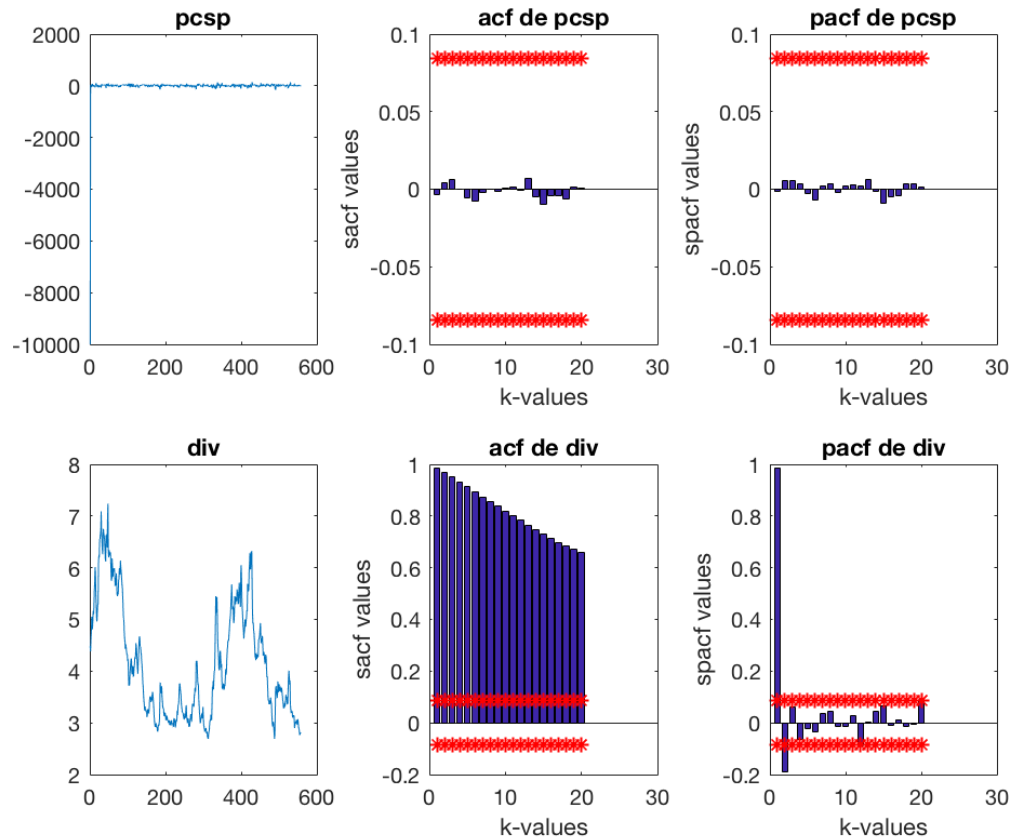 pcsp
2000
0
-2000
-4000
-6000
-8000
-10000
0 200 400 600
acf de pcsp
0.1
0.05
0
-0.05
-0.1
sacf values
0 10 20 30
k-values
pacf de pcsp
0.1
0.05
0
-0.05
-0.1
spacf values
0 10 20 30
k-values
div
8
7
6
5
4
3
2
0 200 400 600
acf de div
1
0.8
0.6
0.4
0.2
0
-0.2
sacf values
0 10 20 30
k-values
pacf de div
1
0.8
0.6
0.4
0.2
0
-0.2
spacf values
0 10 20 30
k-values